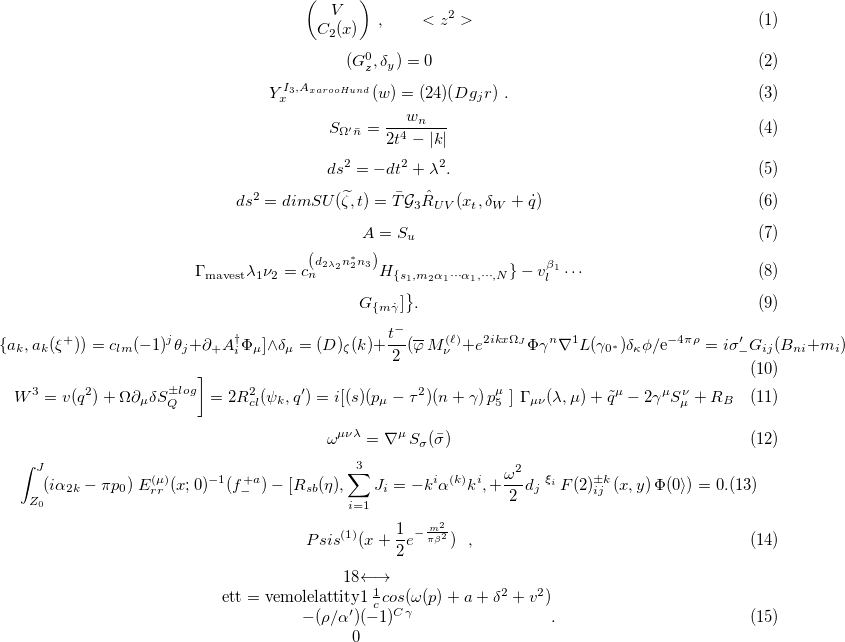 ( V C_2(x) ) , < z^2 > (1)
(G_z^0, δ_y) = 0 (2)
Y_x^{I_3, A_{xarooHund}}(w) = (24)(Dg_j r) . (3)
S_{Ω′n̄} = w_n / (2t^4 − |k|) (4)
ds^2 = −dt^2 + λ^2. (5)
ds^2 = dimSU(ζ̃, t) = T̄𝒢_3 R̂_{UV}(x_t, δ_W + q̇) (6)
A = S_u (7)
Γ_{mavest} λ_1 ν_2 = c_n^{(d_{2λ_2} n_2^* n_3)} H_{{s_1, m_2 α_1 ⋯ α_1, ⋯, N}} − v_l^{β_1} ⋯ (8)
G_{{mγ̇}}]}. (9)
{a_k, a_k(ξ^+)) = c_{lm}(−1)^j θ_j + ∂_+ A_i^† Φ_μ] ∧ δ_μ = (D)_ζ(k) + t^−/2 (φ̄ M_ν^{(ℓ)} + e^{2ikxΩ_J} Φγ^n ∇^1 L(γ_{0^*}) δ_κ φ/e^{−4πρ} = iσ′_− G_{ij}(B_{ni} + m_i)
(10)
W^3 = v(q^2) + Ω∂_μ δS_Q^{±log} ] = 2R_{cl}^2(ψ_k, q′) = i[(s)(p_μ − τ^2)(n + γ) p_5^μ ] Γ_{μν}(λ, μ) + q̃^μ − 2γ^μ S_μ^ν + R_B (11)
ω^{μνλ} = ∇^μ S_σ(σ̄) (12)
∫_{Z_0}^J (iα_{2k} − πp_0) E_{rr}^{(μ)}(x; 0)^{−1}(f_−^{+a}) − [R_{sb}(η), ∑_{i=1}^3 J_i = −k^i α^{(k)} k^i, + ω^2/2 d_j ^{ξ_i} F(2)_{ij}^{±k}(x, y) Φ(0⟩) = 0.(13)
Psis^{(1)}(x + 1/2 e^{−m^2/(πβ^2)}) , (14)
18⟷
ett = vemolelattity1 1/c cos(ω(p) + a + δ^2 + v^2)
−(ρ/α′)(−1)^{Cγ} . (15)
0